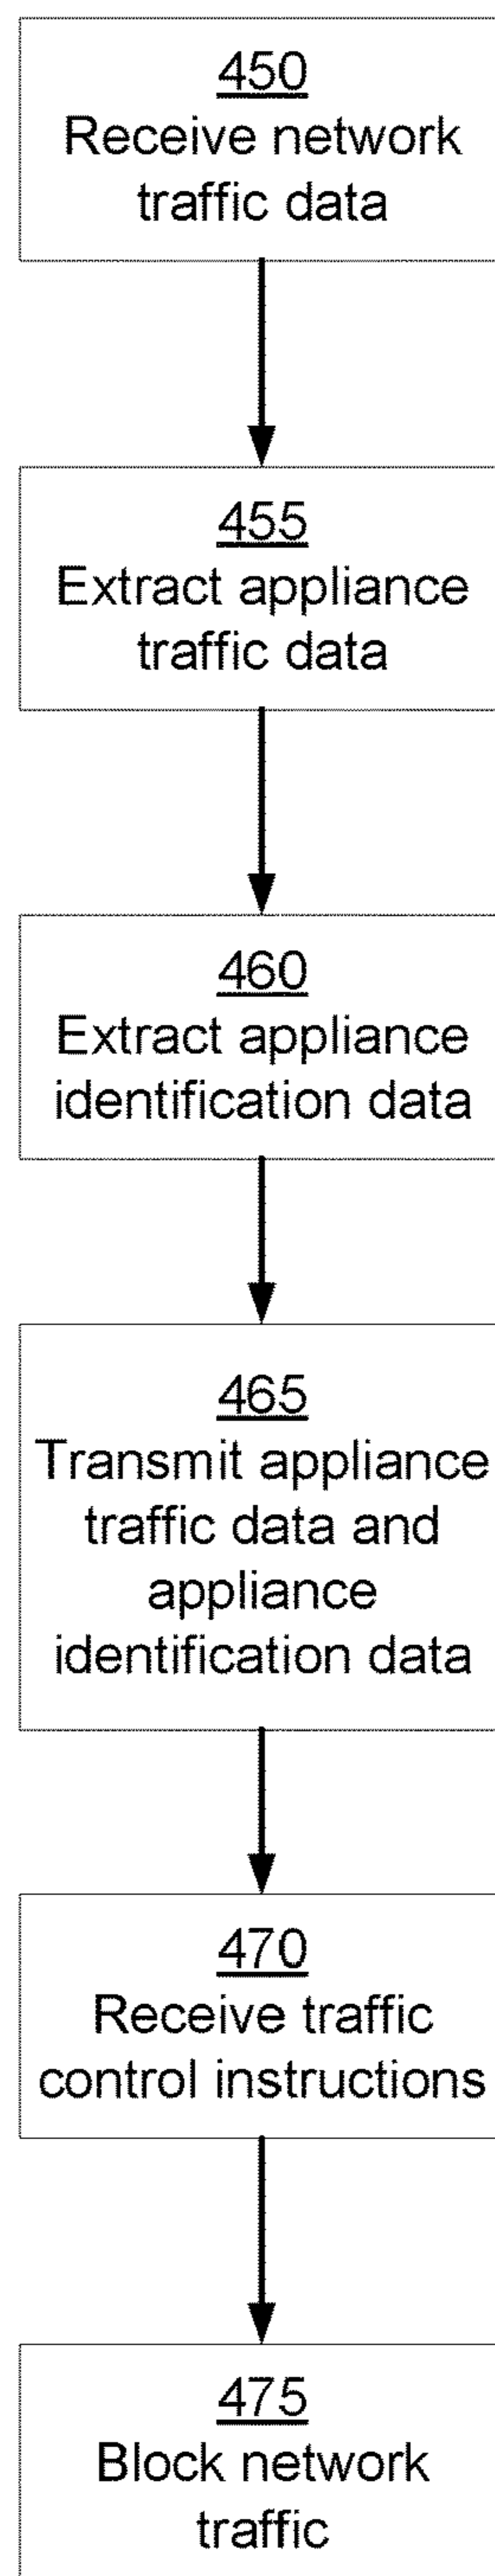 450
Receive network
traffic data
455
Extract appliance
traffic data
460
Extract appliance
identification data
465
Transmit appliance
traffic data and
appliance
identification data
470
Receive traffic
control instructions
475
Block network
traffic